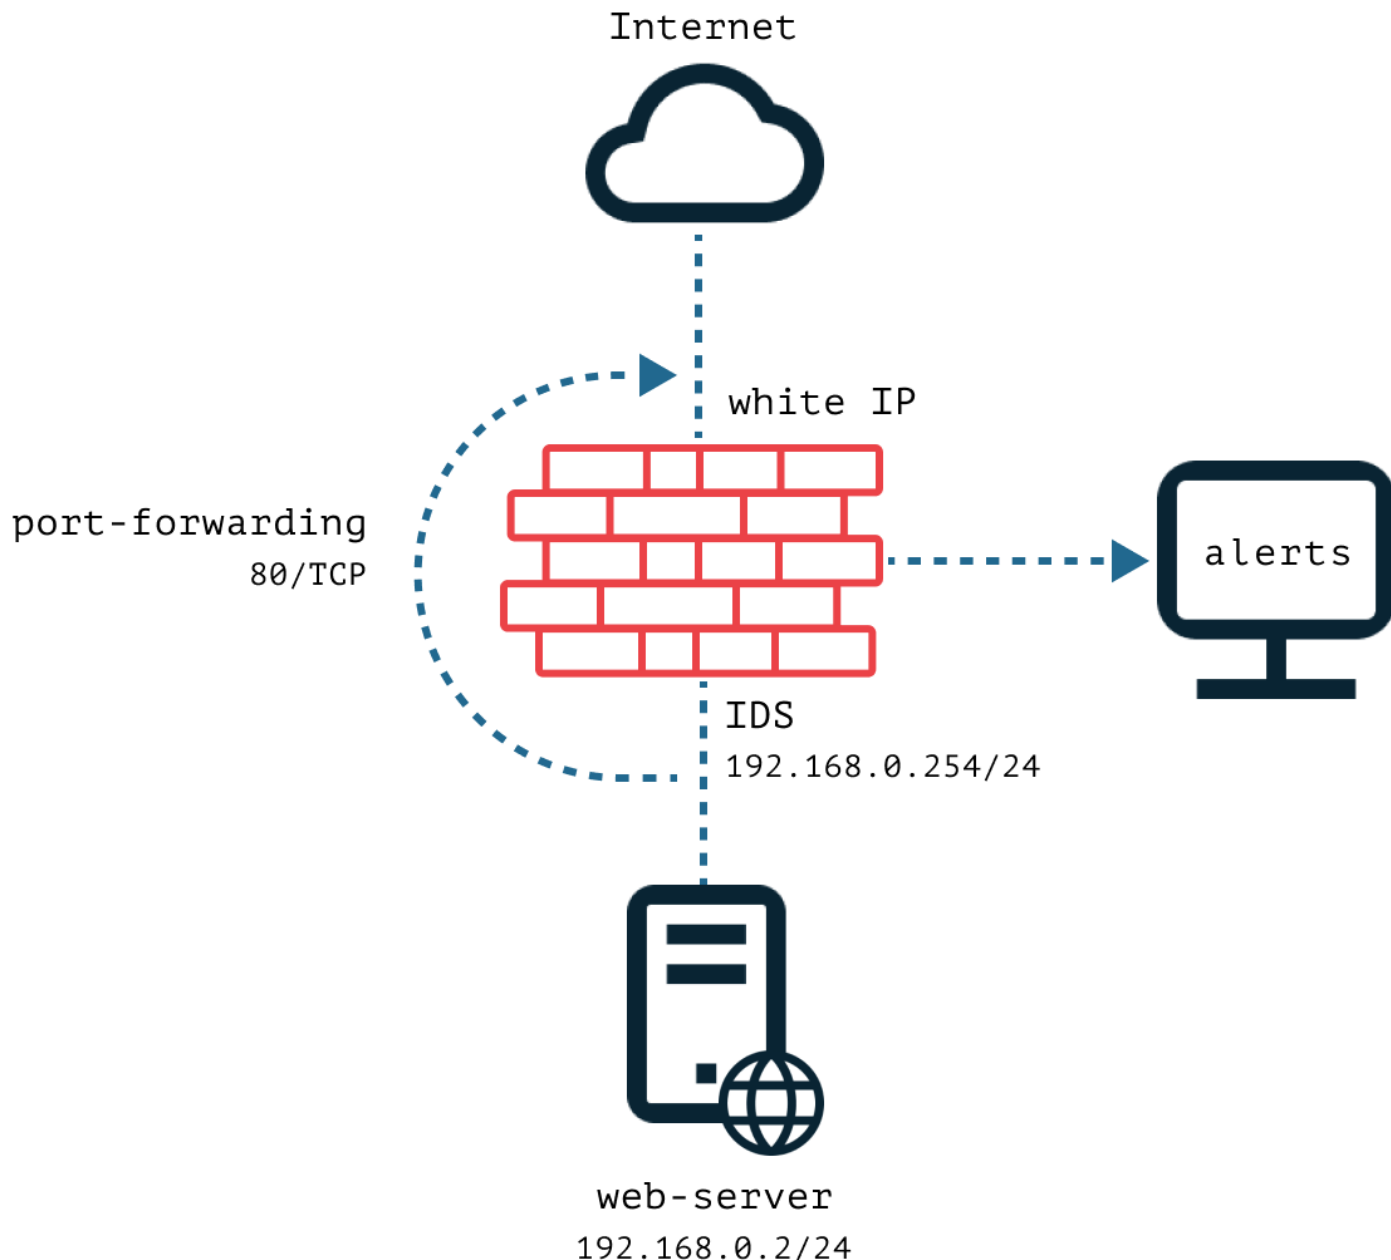 Internet
white IP
port-forwarding
80/TCP
alerts
IDS
192.168.0.254/24
web-server
192.168.0.2/24